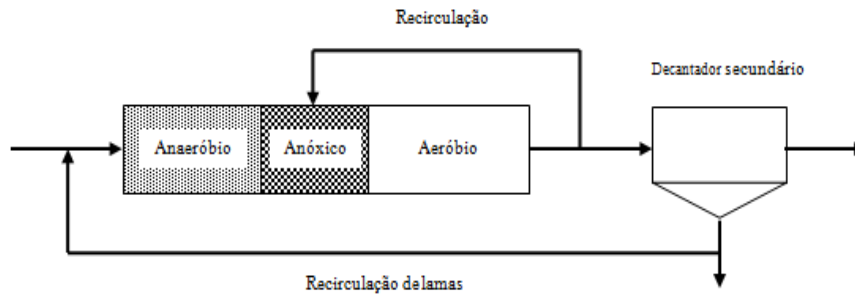 Recirculação
Decantador secundário
Anaeróbio
Anóxico
Aeróbio
Recirculação de lamas